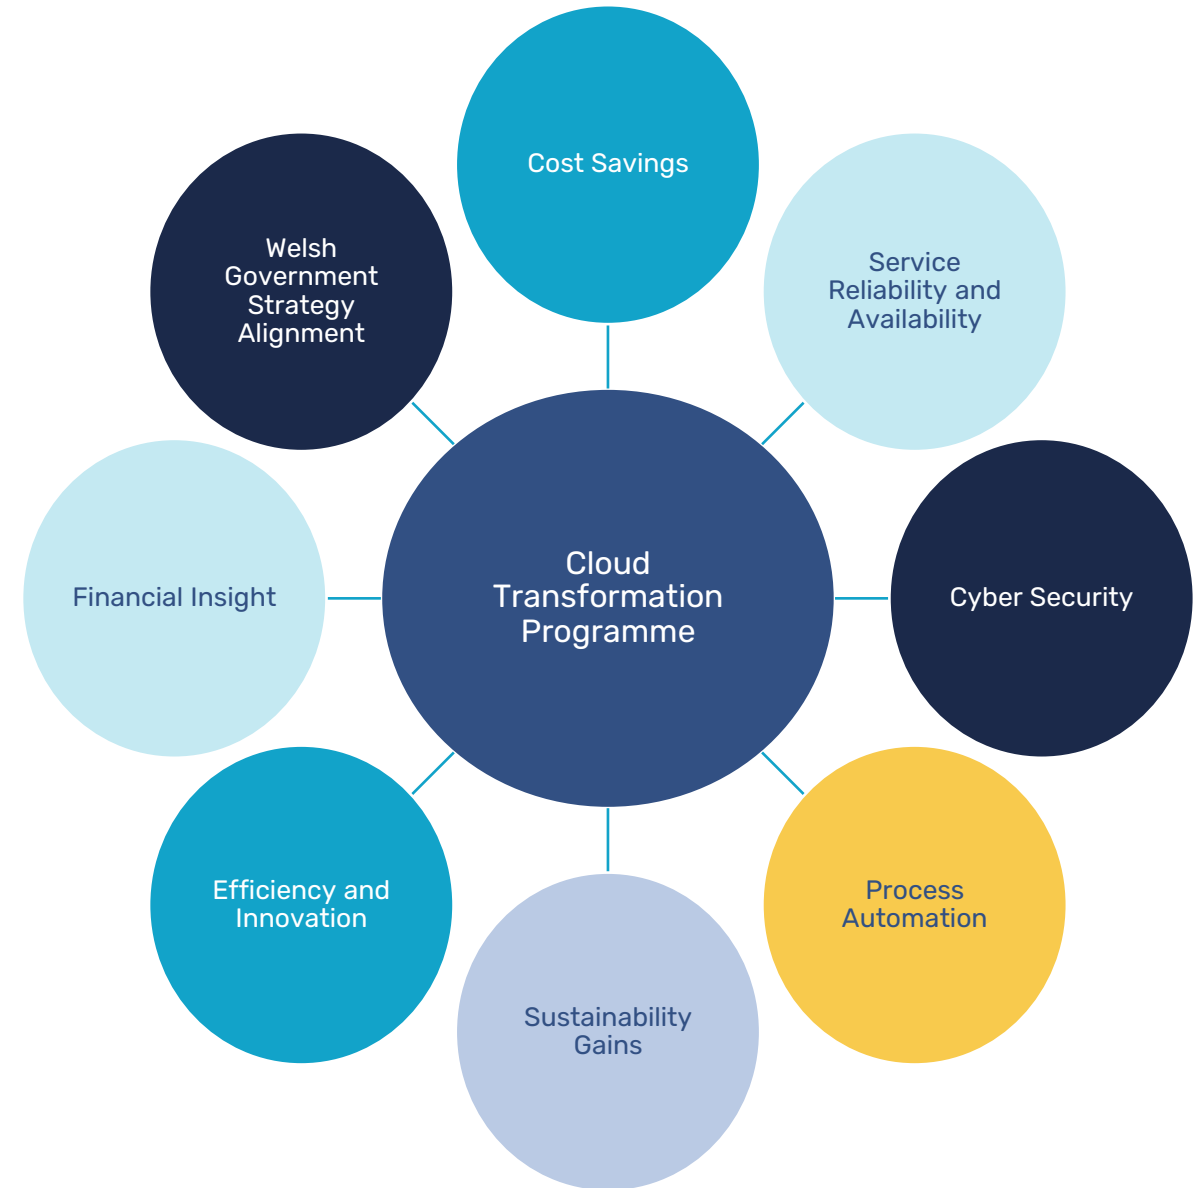 Cost Savings
Service
Reliability and
Availability
Cyber Security
Process
Automation
Sustainability
Gains
Efficiency and
Innovation
Financial Insight
Welsh
Government
Strategy
Alignment
Cloud
Transformation
Programme